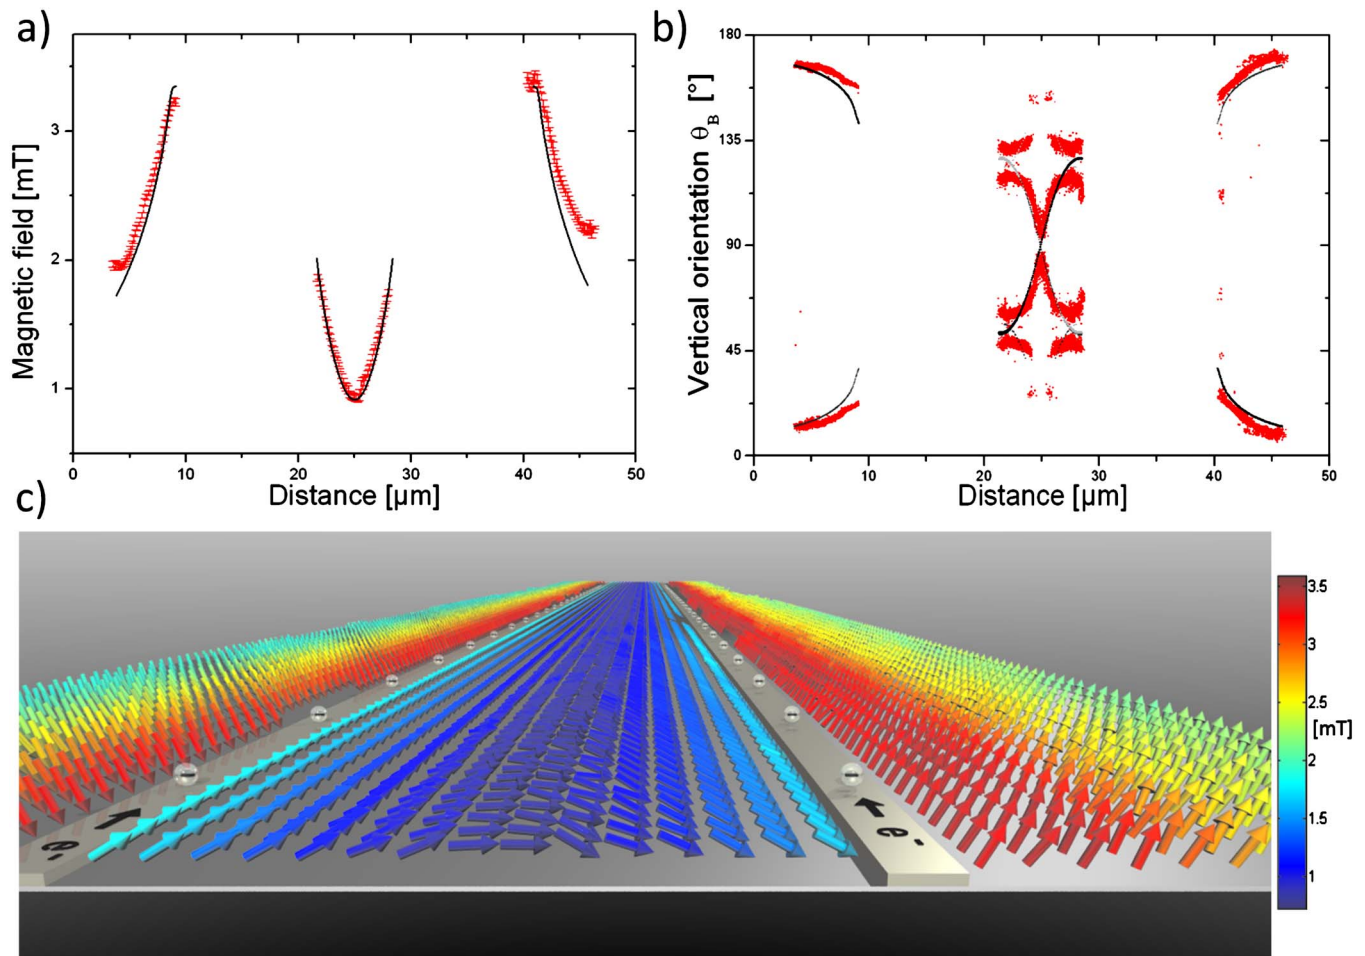 a)
Magnetic field [mT]
3
2
1
0 10 20 30 40 50
Distance [µm]
b)
Vertical orientation θB [°]
180
135
90
45
0
0 10 20 30 40 50
Distance [µm]
c)
e-
e-
3.5
3
2.5
[mT]
2
1.5
1